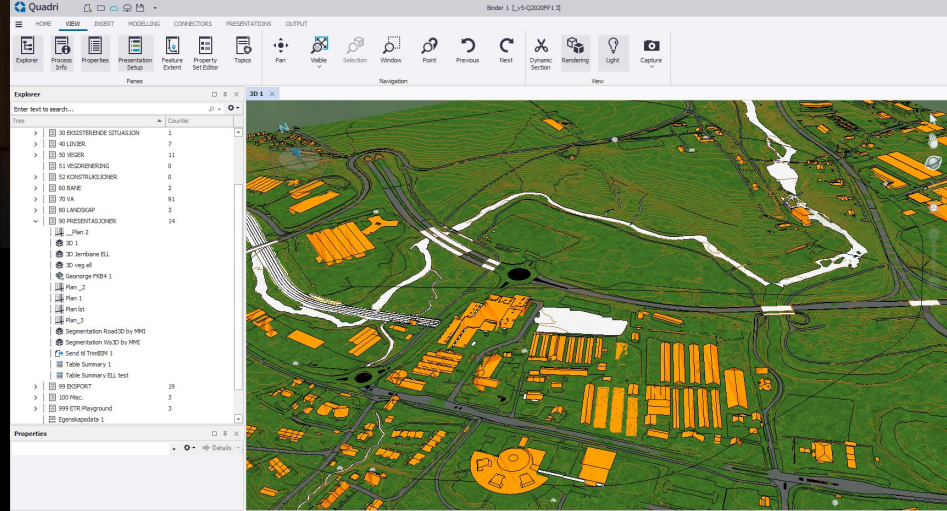 Quadri
Binder 1 [_v5-Q2020FP1 3]
HOME VIEW INSERT MODELLING CONNECTORS PRESENTATIONS OUTPUT
Explorer
Process Info
Properties
Presentation Setup
Feature Extent
Property Set Editor
Topics
Pan
Visible
Selection
Window
Point
Previous
Next
Dynamic Section
Rendering
Light
Capture
Panes
Navigation
View
Explorer
3D 1
Enter text to search...
Tree Counter
30 EKSISTERENDE SITUASJON 1
40 LINJER 7
50 VEGER 11
51 VEGDRENERING 0
52 KONSTRUKSJONER 0
60 BANE 2
70 VA 91
80 LANDSKAP 3
90 PRESENTASJONER 14
__Plan 2
3D 1
3D Jernbane ELL
3D veg ell
Geonorge FKB4 1
Plan _2
Plan 1
Plan lst
Plan_3
Segmentation Road3D by MMI
Segmentation Ws3D by MMI
Send til TrimBIM 1
Table Summary 1
Table Summary ELL test
99 EKSPORT 19
100 Misc. 3
999 ETR Playground 3
Egenskapsdata 1
Properties
Details
N